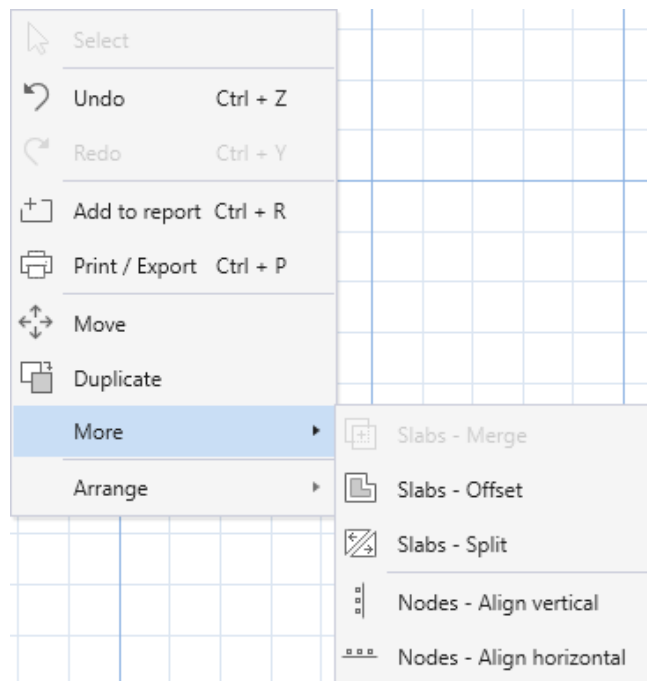 Select
Undo Ctrl + Z
Redo Ctrl + Y
Add to report Ctrl + R
Print / Export Ctrl + P
Move
Duplicate
More
Arrange
Slabs - Merge
Slabs - Offset
Slabs - Split
Nodes - Align vertical
Nodes - Align horizontal